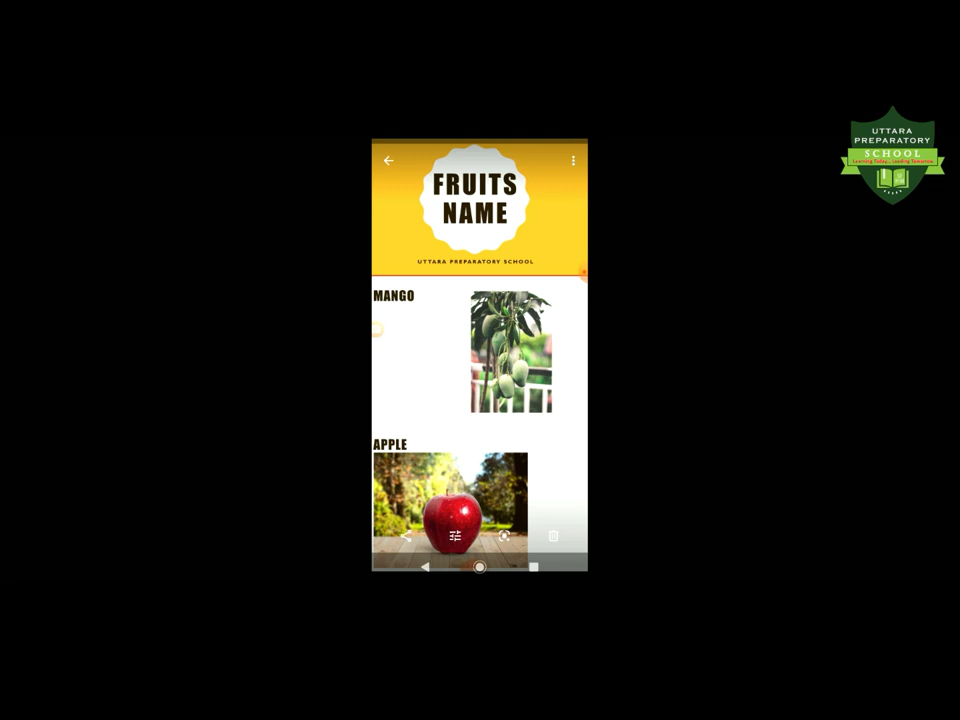 FRUITS
NAME
UTTARA PREPARATORY SCHOOL
MANGO
APPLE
UTTARA
PREPARATORY
SCHOOL
Learning Today... Leading Tomorrow